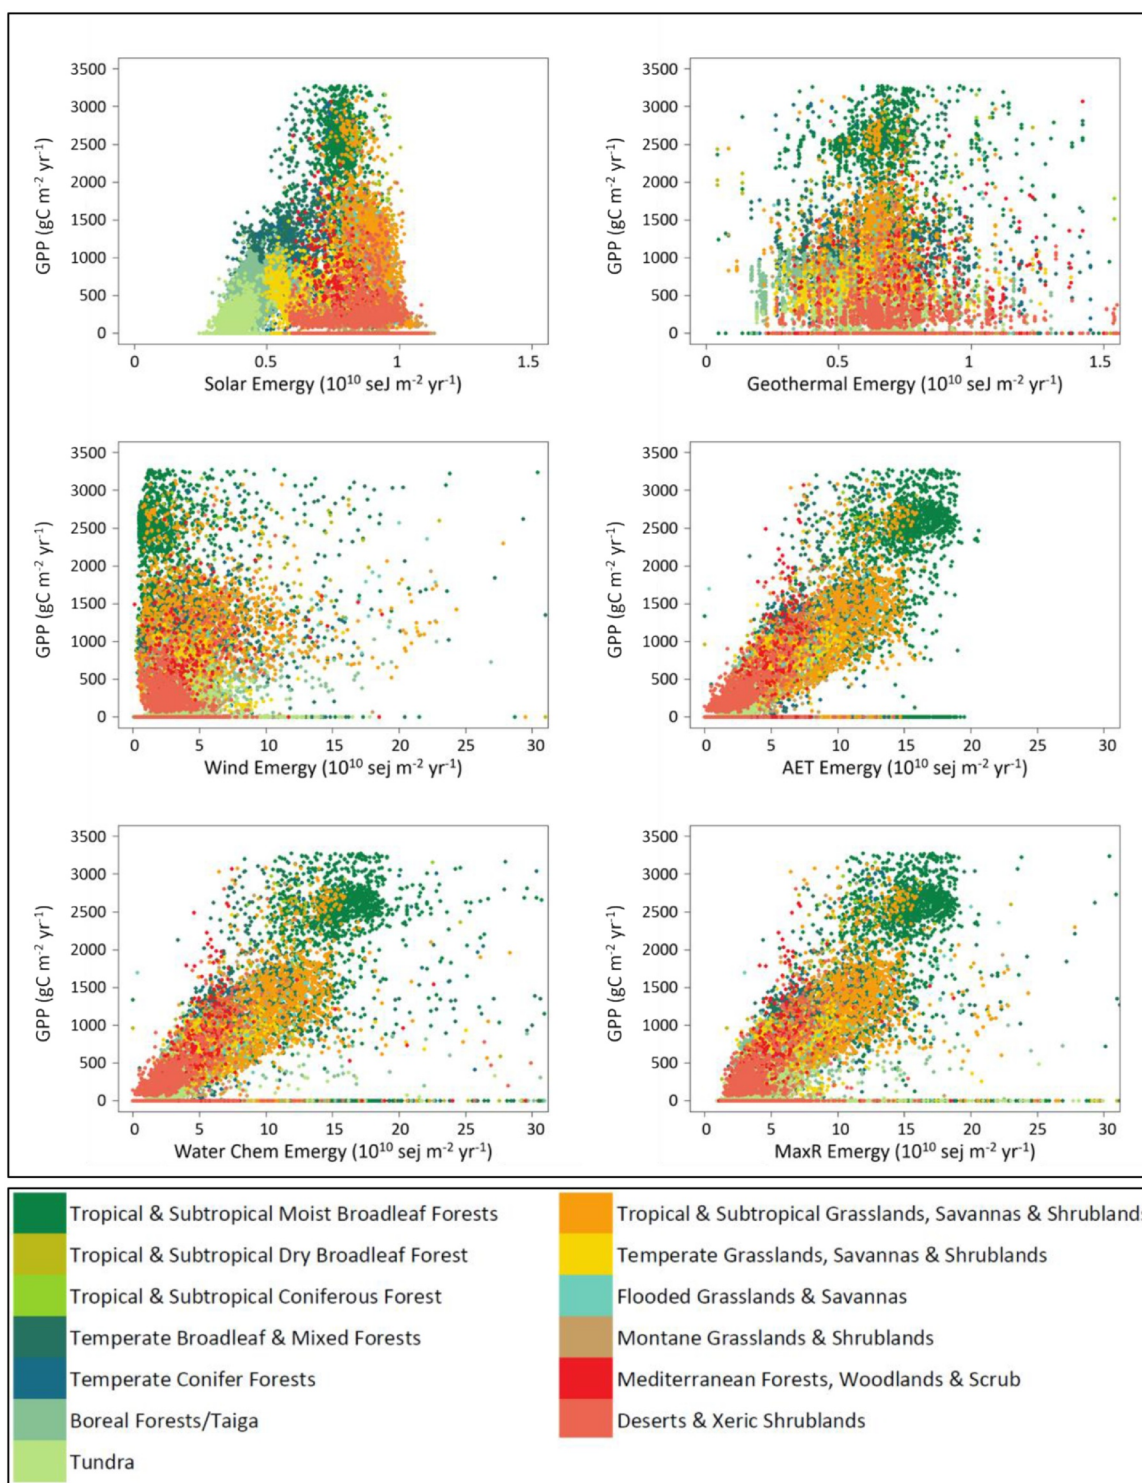 3500
3000
2500
2000
1500
1000
500
0
GPP (gC m⁻² yr⁻¹)
0 0.5 1 1.5
Solar Emergy (10¹⁰ seJ m⁻² yr⁻¹)
3500
3000
2500
2000
1500
1000
500
0
GPP (gC m⁻² yr⁻¹)
0 0.5 1 1.5
Geothermal Emergy (10¹⁰ seJ m⁻² yr⁻¹)
3500
3000
2500
2000
1500
1000
500
0
GPP (gC m⁻² yr⁻¹)
0 5 10 15 20 25 30
Wind Emergy (10¹⁰ sej m⁻² yr⁻¹)
3500
3000
2500
2000
1500
1000
500
0
GPP (gC m⁻² yr⁻¹)
0 5 10 15 20 25 30
AET Emergy (10¹⁰ sej m⁻² yr⁻¹)
3500
3000
2500
2000
1500
1000
500
0
GPP (gC m⁻² yr⁻¹)
0 5 10 15 20 25 30
Water Chem Emergy (10¹⁰ sej m⁻² yr⁻¹)
3500
3000
2500
2000
1500
1000
500
0
GPP (gC m⁻² yr⁻¹)
0 5 10 15 20 25 30
MaxR Emergy (10¹⁰ sej m⁻² yr⁻¹)
Tropical & Subtropical Moist Broadleaf Forests
Tropical & Subtropical Dry Broadleaf Forest
Tropical & Subtropical Coniferous Forest
Temperate Broadleaf & Mixed Forests
Temperate Conifer Forests
Boreal Forests/Taiga
Tundra
Tropical & Subtropical Grasslands, Savannas & Shrublands
Temperate Grasslands, Savannas & Shrublands
Flooded Grasslands & Savannas
Montane Grasslands & Shrublands
Mediterranean Forests, Woodlands & Scrub
Deserts & Xeric Shrublands